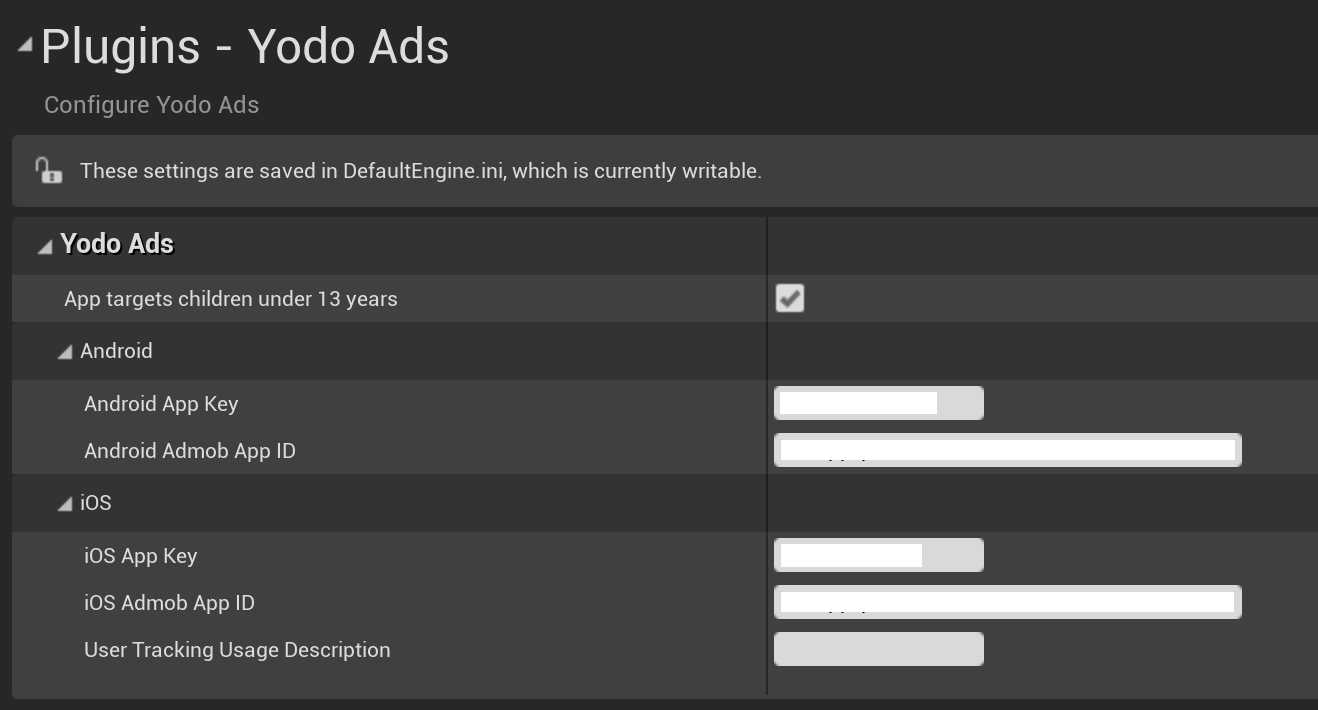 Plugins - Yodo Ads
Configure Yodo Ads
These settings are saved in DefaultEngine.ini, which is currently writable.
Yodo Ads
App targets children under 13 years
Android
Android App Key
Android Admob App ID
iOS
iOS App Key
iOS Admob App ID
User Tracking Usage Description